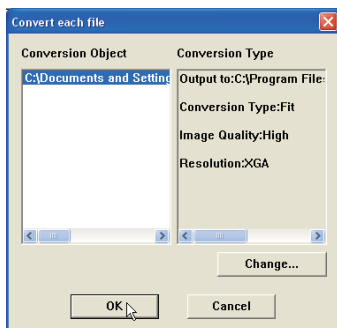 Convert each file
Conversion Object
Conversion Type
C:\Documents and Setting
Output to:C:\Program File
Conversion Type:Fit
Image Quality:High
Resolution:XGA
Change...
OK
Cancel